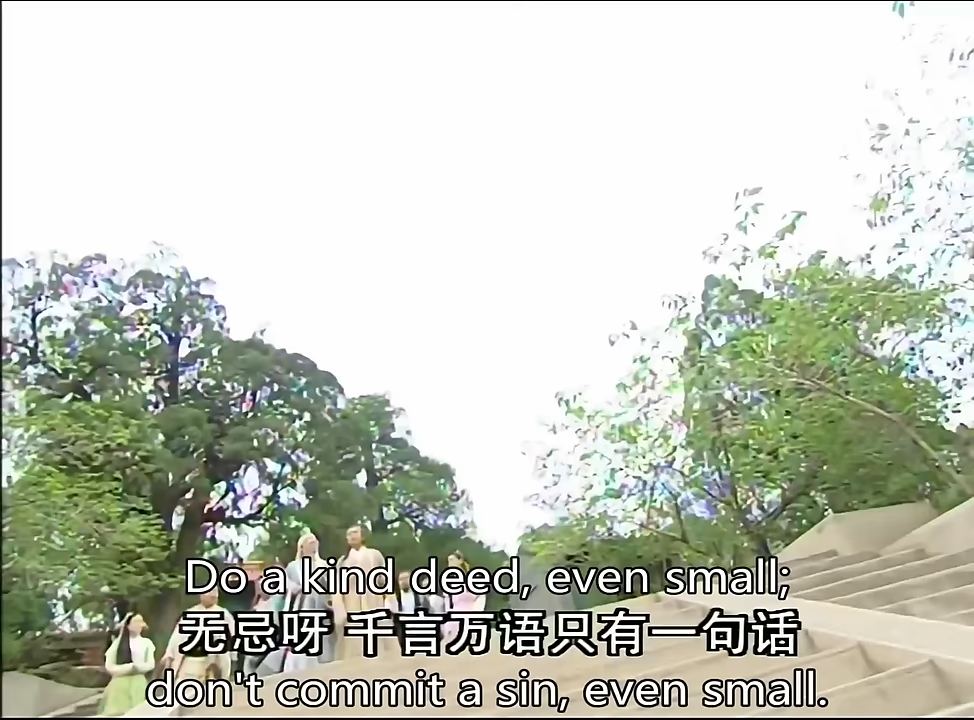 Do a kind deed, even small;
无忌呀 千言万语只有一句话
don't commit a sin, even small.